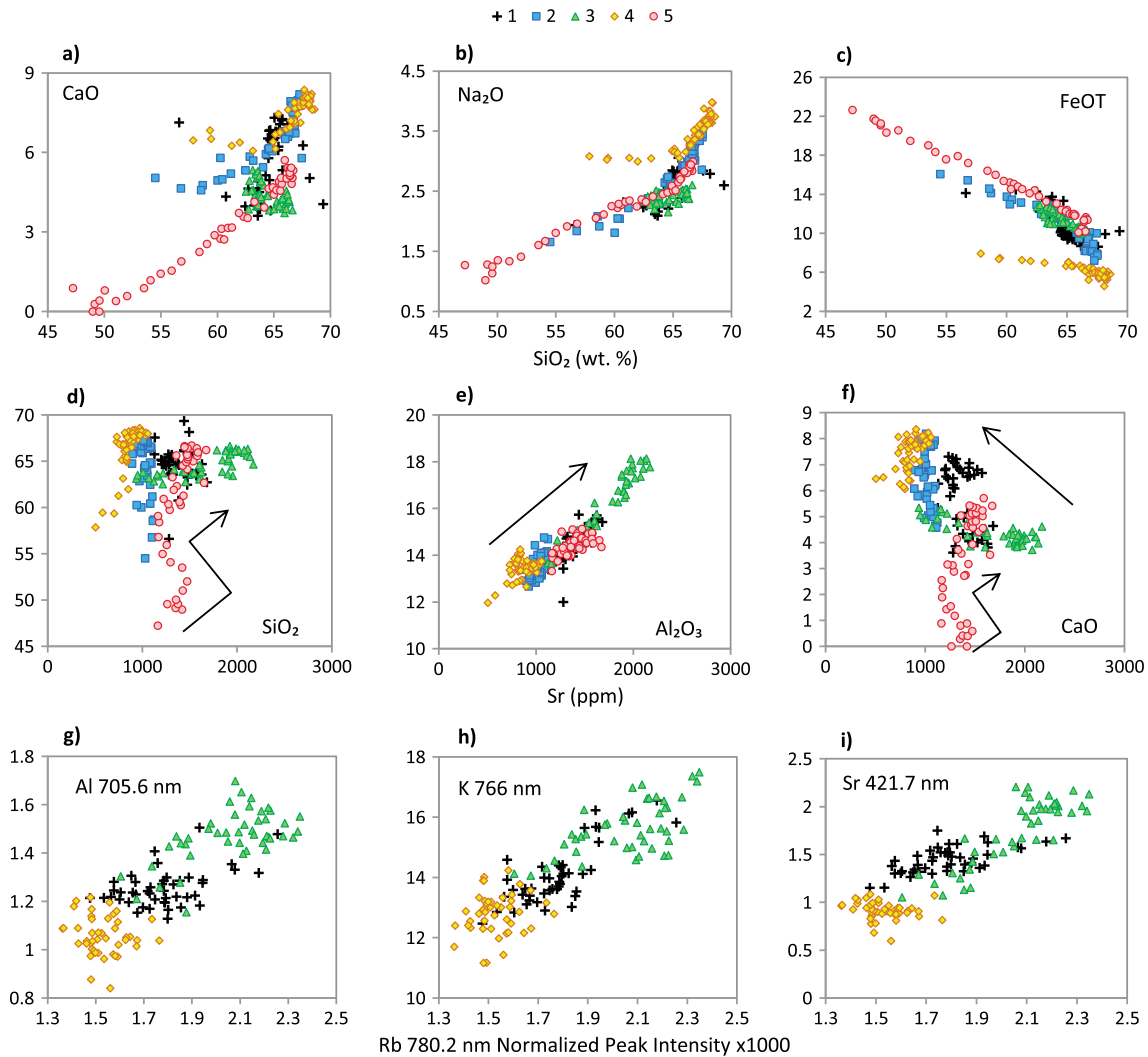 1 2 3 4 5
a) b) c)
CaO
9
6
3
0
45 50 55 60 65 70
Na₂O
4.5
3.5
2.5
1.5
0.5
45 50 55 60 65 70
SiO₂ (wt. %)
FeOT
26
22
18
14
10
6
2
45 50 55 60 65 70
d) e) f)
70
65
60
55
50
45
SiO₂
0 1000 2000 3000
20
18
16
14
12
10
Al₂O₃
0 1000 2000 3000
Sr (ppm)
9
8
7
6
5
4
3
2
1
0
CaO
0 1000 2000 3000
g) h) i)
Al 705.6 nm
1.8
1.6
1.4
1.2
1
0.8
1.3 1.5 1.7 1.9 2.1 2.3 2.5
K 766 nm
18
16
14
12
10
1.3 1.5 1.7 1.9 2.1 2.3 2.5
Rb 780.2 nm Normalized Peak Intensity x1000
Sr 421.7 nm
2.5
2
1.5
1
0.5
0
1.3 1.5 1.7 1.9 2.1 2.3 2.5